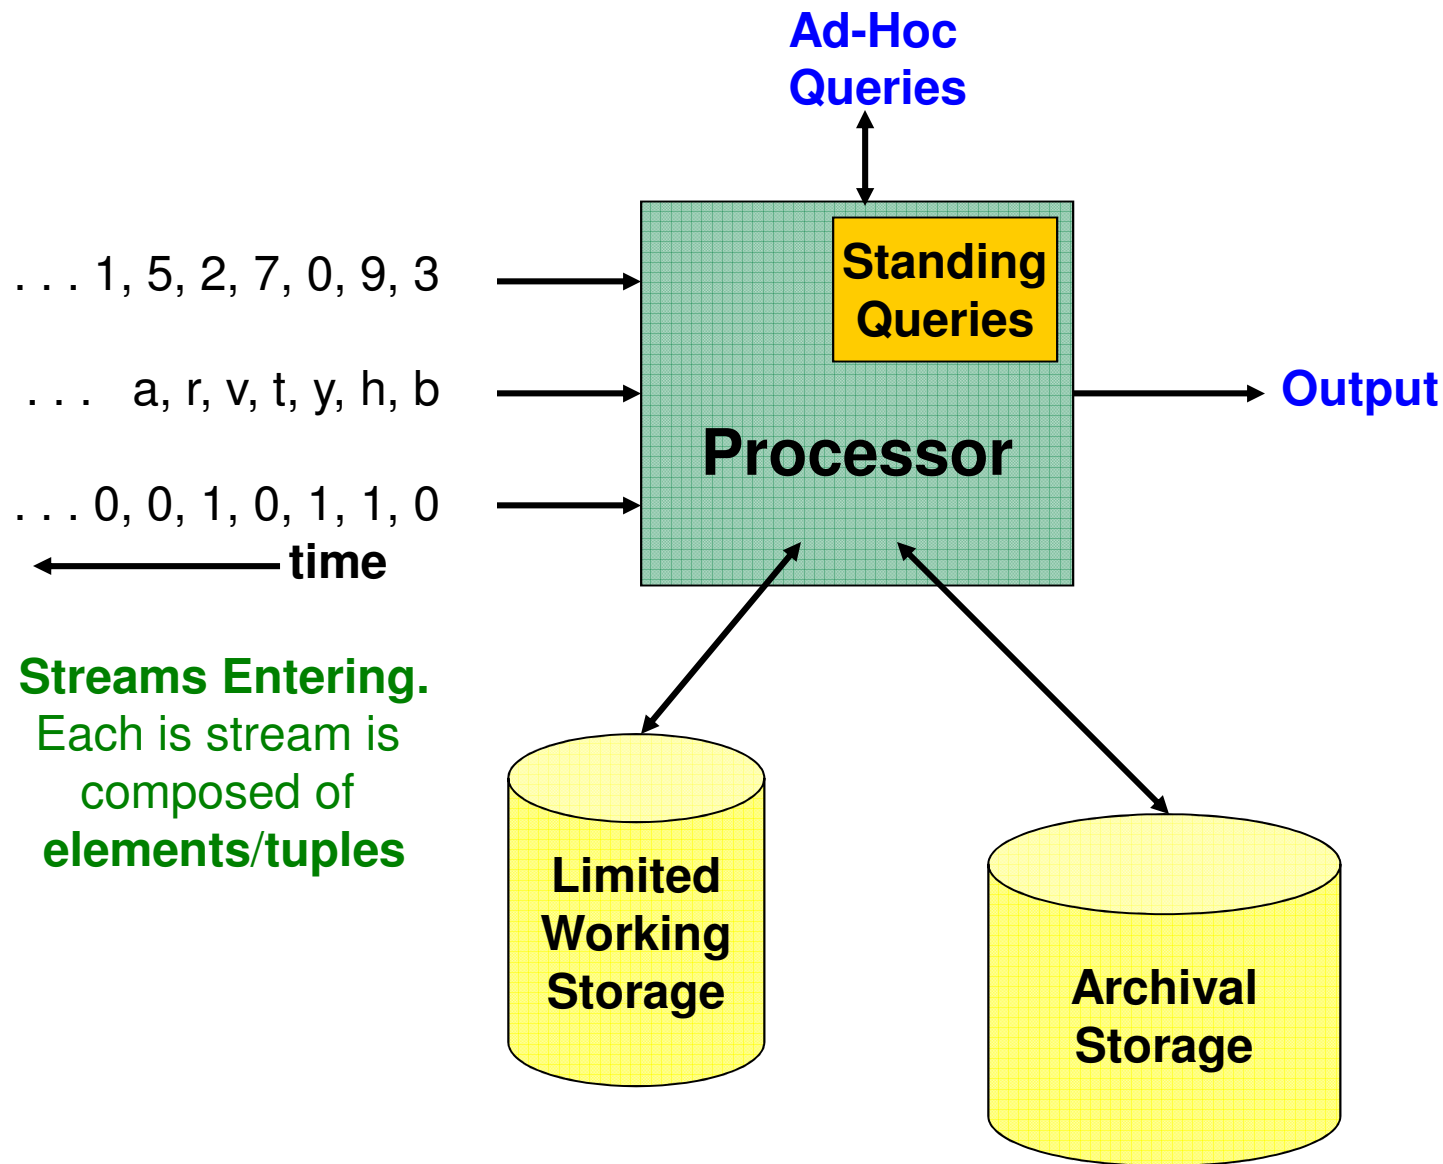 Ad-Hoc
Queries
Standing
Queries
. . . 1, 5, 2, 7, 0, 9, 3
. . . a, r, v, t, y, h, b
Output
Processor
. . . 0, 0, 1, 0, 1, 1, 0
time
Streams Entering.
Each is stream is
composed of
elements/tuples
Limited
Working
Storage
Archival
Storage